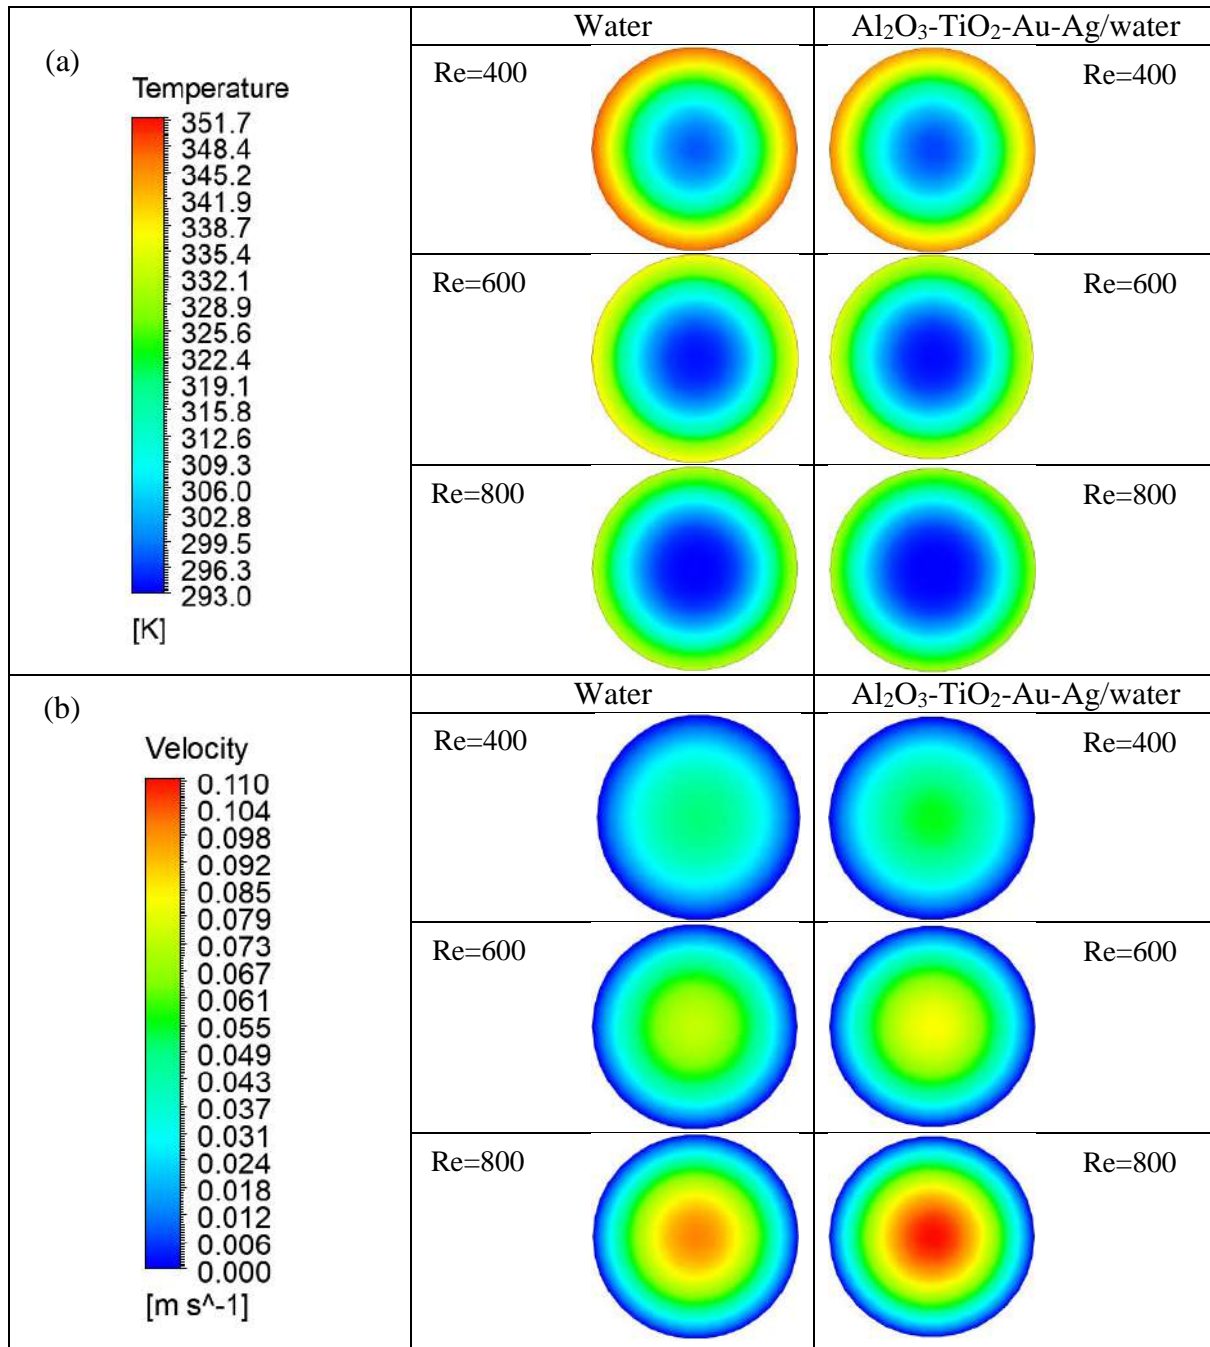 Water
Al₂O₃-TiO₂-Au-Ag/water
(a)
Temperature
351.7
348.4
345.2
341.9
338.7
335.4
332.1
328.9
325.6
322.4
319.1
315.8
312.6
309.3
306.0
302.8
299.5
296.3
293.0
[K]
Re=400
Re=400
Re=600
Re=600
Re=800
Re=800
Water
Al₂O₃-TiO₂-Au-Ag/water
(b)
Velocity
0.110
0.104
0.098
0.092
0.085
0.079
0.073
0.067
0.061
0.055
0.049
0.043
0.037
0.031
0.024
0.018
0.012
0.006
0.000
[m s^-1]
Re=400
Re=400
Re=600
Re=600
Re=800
Re=800